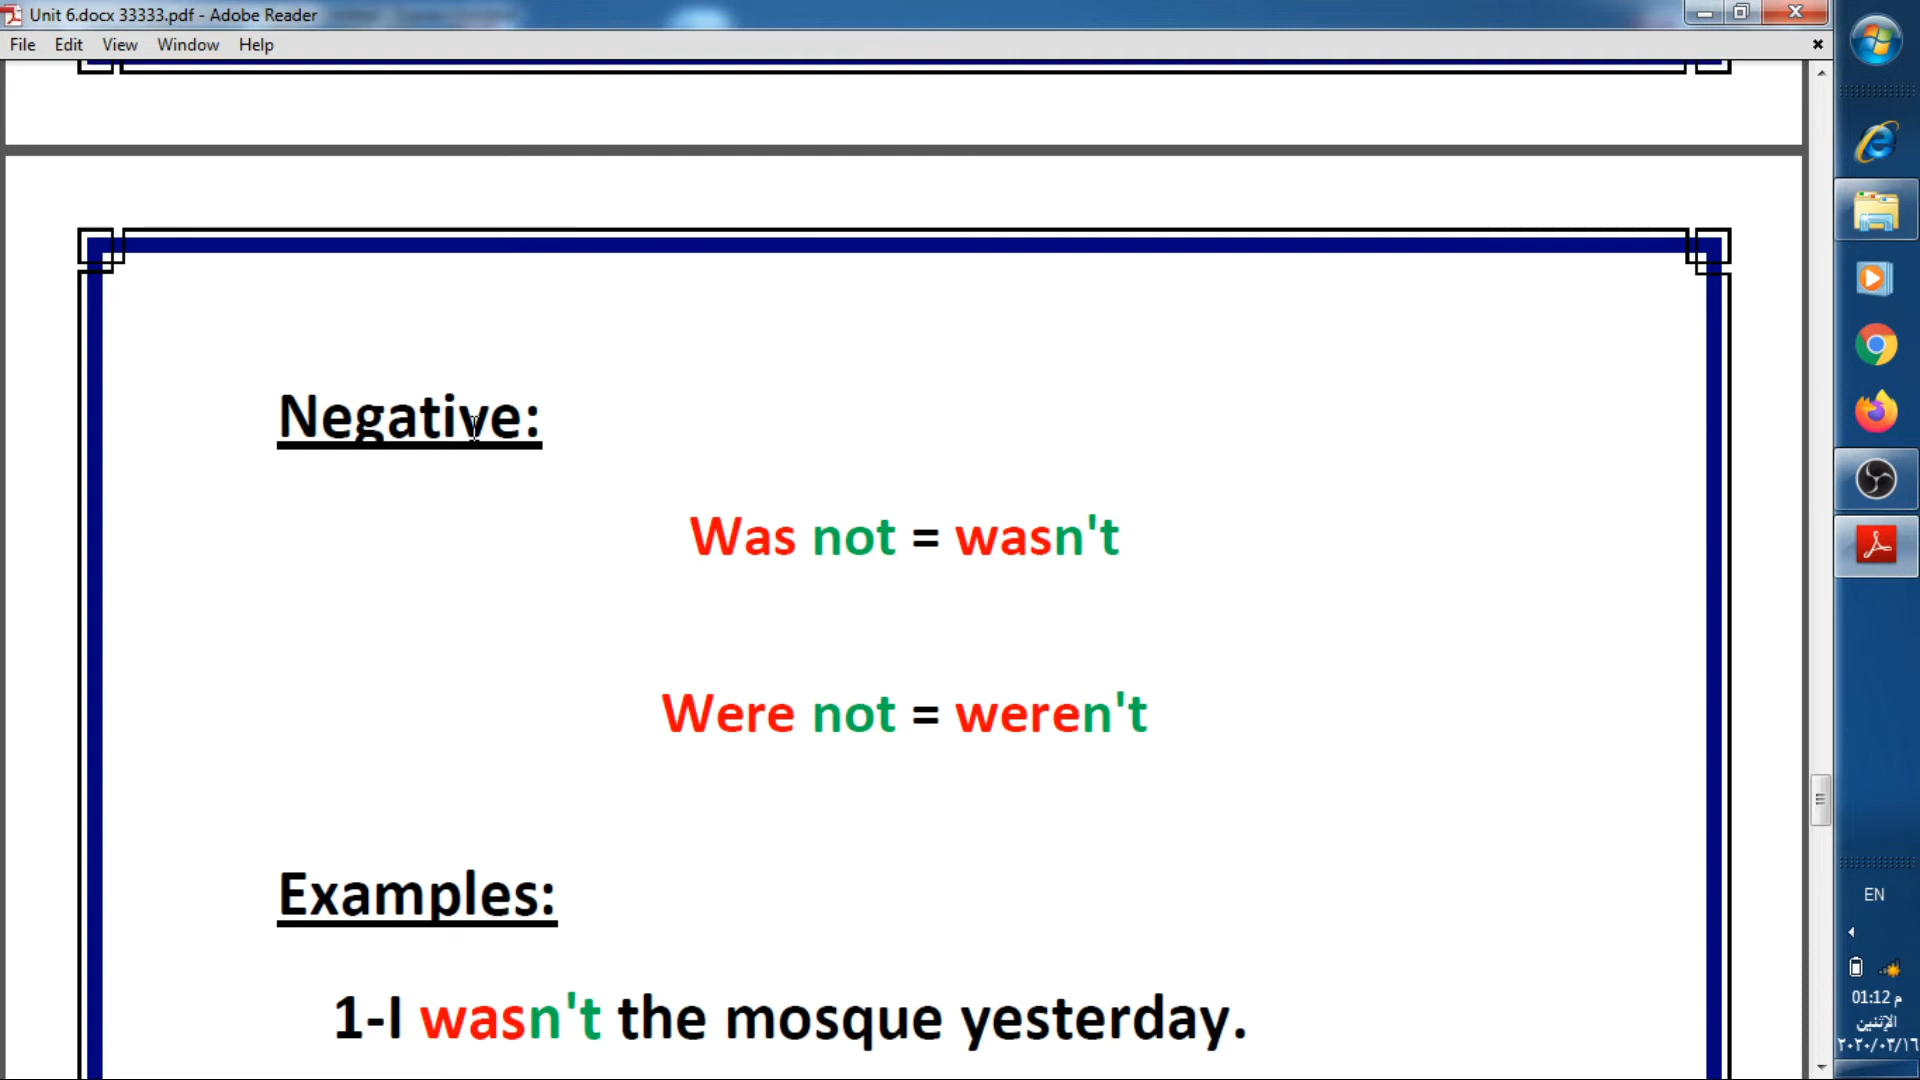 Unit 6.docx 33333.pdf - Adobe Reader
File Edit View Window Help
Negative:
Was not = wasn't
Were not = weren't
Examples:
1-I wasn't the mosque yesterday.
EN
01:12 م
الإثنين
٢٠٢٠/٠٣/١٦